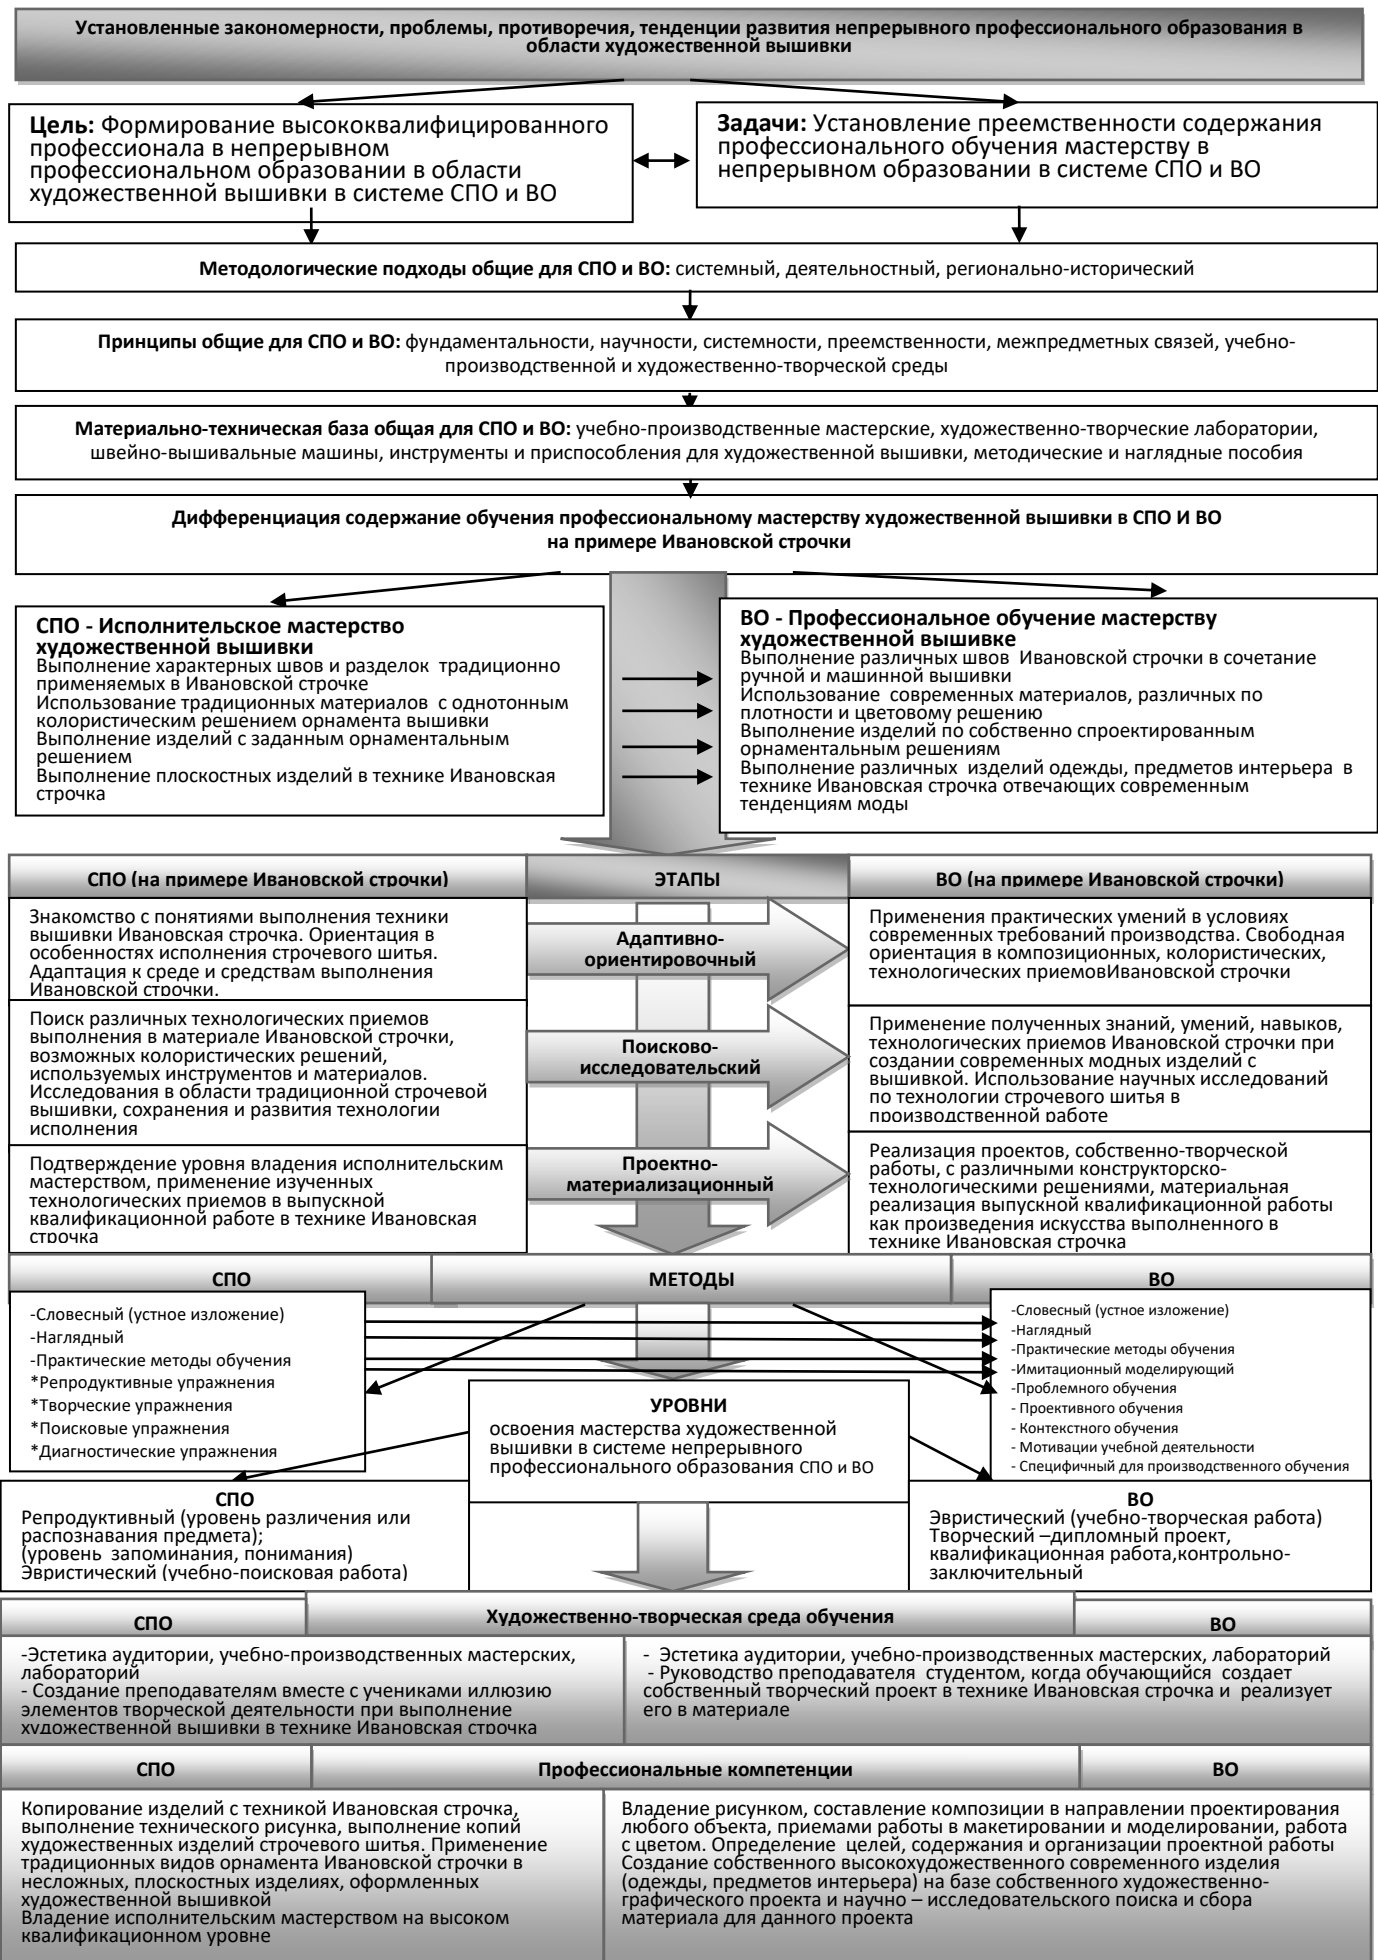 Установленные закономерности, проблемы, противоречия, тенденции развития непрерывного профессионального образования в
области художественной вышивки
Цель: Формирование высококвалифицированного
профессионала в непрерывном
профессиональном образовании в области
художественной вышивки в системе СПО и ВО
Задачи: Установление преемственности содержания
профессионального обучения мастерству в
непрерывном образовании в системе СПО и ВО
Методологические подходы общие для СПО и ВО: системный, деятельностный, регионально-исторический
Принципы общие для СПО и ВО: фундаментальности, научности, системности, преемственности, межпредметных связей, учебно-
производственной и художественно-творческой среды
Материально-техническая база общая для СПО и ВО: учебно-производственные мастерские, художественно-творческие лаборатории,
швейно-вышивальные машины, инструменты и приспособления для художественной вышивки, методические и наглядные пособия
Дифференциация содержание обучения профессиональному мастерству художественной вышивки в СПО И ВО
на примере Ивановской строчки
СПО - Исполнительское мастерство
художественной вышивки
Выполнение характерных швов и разделок традиционно
применяемых в Ивановской строчке
Использование традиционных материалов с однотонным
колористическим решением орнамента вышивки
Выполнение изделий с заданным орнаментальным
решением
Выполнение плоскостных изделий в технике Ивановская
строчка
ВО - Профессиональное обучение мастерству
художественной вышивке
Выполнение различных швов Ивановской строчки в сочетание
ручной и машинной вышивки
Использование современных материалов, различных по
плотности и цветовому решению
Выполнение изделий по собственно спроектированным
орнаментальным решениям
Выполнение различных изделий одежды, предметов интерьера в
технике Ивановская строчка отвечающих современным
тенденциям моды
СПО (на примере Ивановской строчки)
ЭТАПЫ
ВО (на примере Ивановской строчки)
Знакомство с понятиями выполнения техники
вышивки Ивановская строчка. Ориентация в
особенностях исполнения строчевого шитья.
Адаптация к среде и средствам выполнения
Ивановской строчки.
Адаптивно-
ориентировочный
Применения практических умений в условиях
современных требований производства. Свободная
ориентация в композиционных, колористических,
технологических приемовИвановской строчки
Поиск различных технологических приемов
выполнения в материале Ивановской строчки,
возможных колористических решений,
используемых инструментов и материалов.
Исследования в области традиционной строчевой
вышивки, сохранения и развития технологии
исполнения
Поисково-
исследовательский
Применение полученных знаний, умений, навыков,
технологических приемов Ивановской строчки при
создании современных модных изделий с
вышивкой. Использование научных исследований
по технологии строчевого шитья в
производственной работе
Подтверждение уровня владения исполнительским
мастерством, применение изученных
технологических приемов в выпускной
квалификационной работе в технике Ивановская
строчка
Проектно-
материализационный
Реализация проектов, собственно-творческой
работы, с различными конструкторско-
технологическими решениями, материальная
реализация выпускной квалификационной работы
как произведения искусства выполненного в
технике Ивановская строчка
СПО
МЕТОДЫ
ВО
-Словесный (устное изложение)
-Наглядный
-Практические методы обучения
*Репродуктивные упражнения
*Творческие упражнения
*Поисковые упражнения
*Диагностические упражнения
-Словесный (устное изложение)
-Наглядный
-Практические методы обучения
-Имитационный моделирующий
-Проблемного обучения
- Проективного обучения
- Контекстного обучения
- Мотивации учебной деятельности
- Специфичный для производственного обучения
УРОВНИ
освоения мастерства художественной
вышивки в системе непрерывного
профессионального образования СПО и ВО
СПО
Репродуктивный (уровень различения или
распознавания предмета);
(уровень запоминания, понимания)
Эвристический (учебно-поисковая работа)
ВО
Эвристический (учебно-творческая работа)
Творческий –дипломный проект,
квалификационная работа,контрольно-
заключительный
СПО
Художественно-творческая среда обучения
ВО
-Эстетика аудитории, учебно-производственных мастерских,
лабораторий
- Создание преподавателям вместе с учениками иллюзию
элементов творческой деятельности при выполнение
художественной вышивки в технике Ивановская строчка
- Эстетика аудитории, учебно-производственных мастерских, лабораторий
- Руководство преподавателя студентом, когда обучающийся создает
собственный творческий проект в технике Ивановская строчка и реализует
его в материале
СПО
Профессиональные компетенции
ВО
Копирование изделий с техникой Ивановская строчка,
выполнение технического рисунка, выполнение копий
художественных изделий строчевого шитья. Применение
традиционных видов орнамента Ивановской строчки в
несложных, плоскостных изделиях, оформленных
художественной вышивкой
Владение исполнительским мастерством на высоком
квалификационном уровне
Владение рисунком, составление композиции в направлении проектирования
любого объекта, приемами работы в макетировании и моделировании, работа
с цветом. Определение целей, содержания и организации проектной работы
Создание собственного высокохудожественного современного изделия
(одежды, предметов интерьера) на базе собственного художественно-
графического проекта и научно – исследовательского поиска и сбора
материала для данного проекта